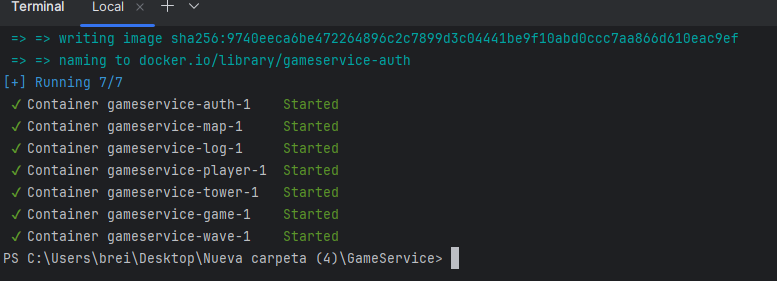 Terminal Local × +
=> => writing image sha256:9740eeca6be472264896c2c7899d3c04441be9f10abd0ccc7aa866d610eac9ef
=> => naming to docker.io/library/gameservice-auth
[+] Running 7/7
✓ Container gameservice-auth-1 Started
✓ Container gameservice-map-1 Started
✓ Container gameservice-log-1 Started
✓ Container gameservice-player-1 Started
✓ Container gameservice-tower-1 Started
✓ Container gameservice-game-1 Started
✓ Container gameservice-wave-1 Started
PS C:\Users\brei\Desktop\Nueva carpeta (4)\GameService>